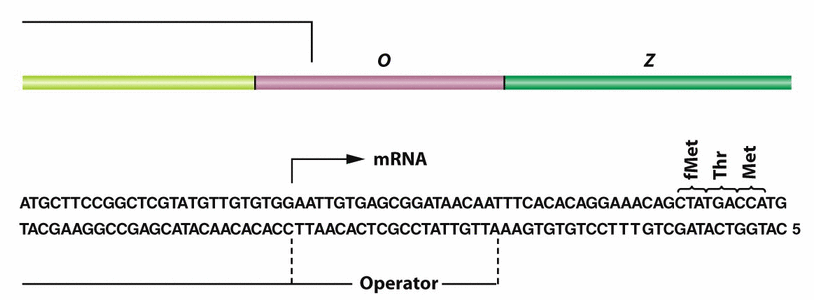 O Z
fMet Thr Met
mRNA
ATGCTTCCGGCTCGTATGTTGTGTGGAATTGTGAGCGGATAACAATTTCACACAGGAAACAGCTATGACCATG
TACGAAGGCCGAGCATACAACACACCTTAACACTCGCCTATTGTTAAAGTGTGTCCTTTGTCGATACTGGTAC 5
Operator